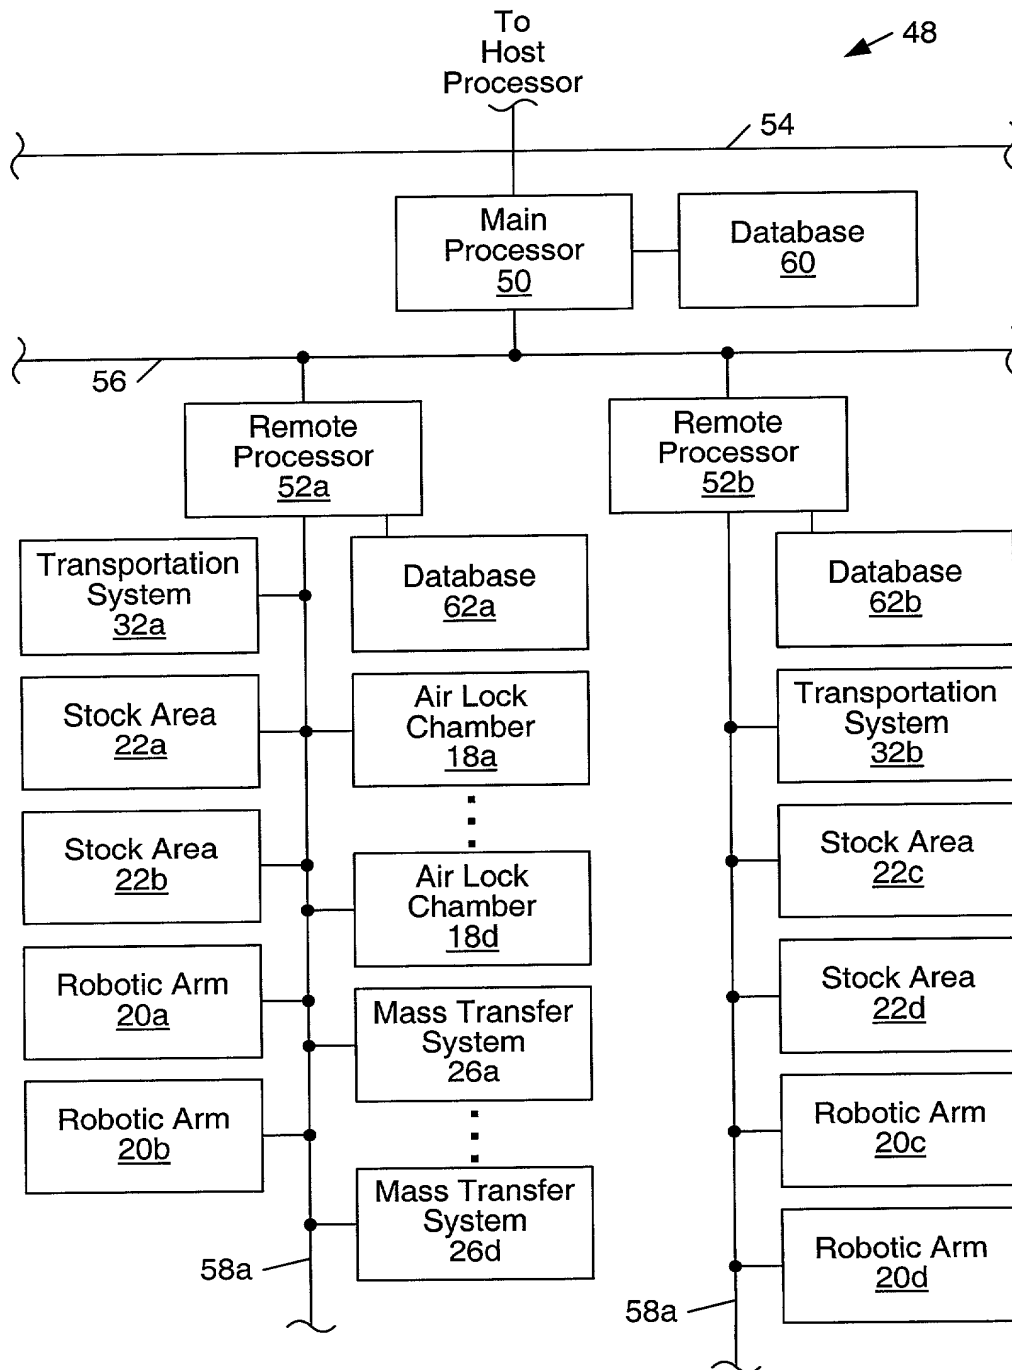 To
Host
Processor
48
54
Main
Processor
50
Database
60
56
Remote
Processor
52a
Remote
Processor
52b
Transportation
System
32a
Database
62a
Database
62b
Stock Area
22a
Air Lock
Chamber
18a
Transportation
System
32b
Stock Area
22b
Air Lock
Chamber
18d
Stock Area
22c
Robotic Arm
20a
Mass Transfer
System
26a
Stock Area
22d
Robotic Arm
20b
Mass Transfer
System
26d
Robotic Arm
20c
Robotic Arm
20d
58a
58a